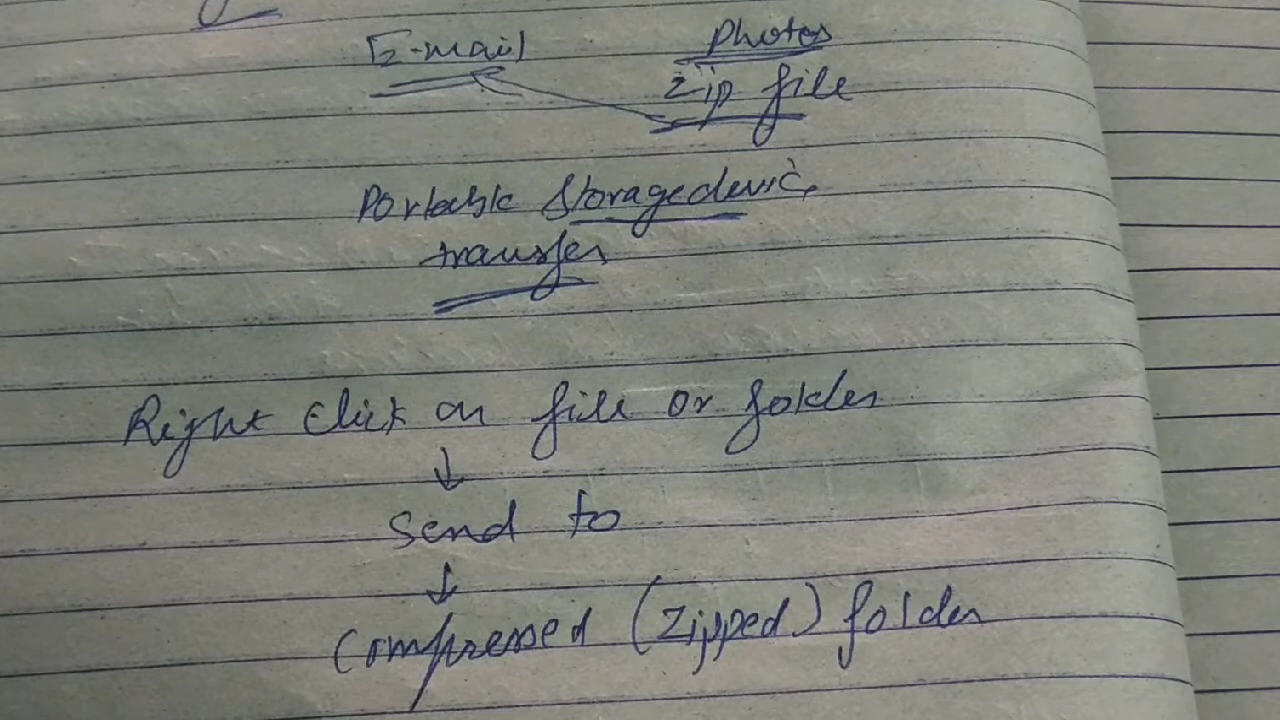 E-mail Photos
Zip file
Portable Storage device
transfer
Right click on file or folder
↓
Send to
↓
Compressed (Zipped) folder